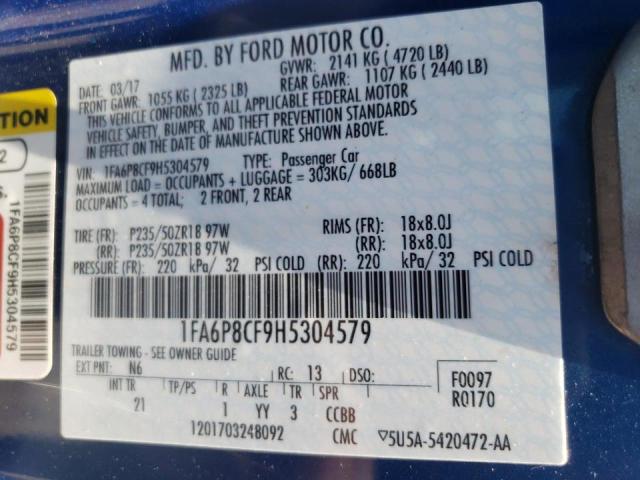 MFD. BY FORD MOTOR CO.
DATE: 03/17
GVWR: 2141 KG ( 4720 LB)
FRONT GAWR: 1055 KG ( 2325 LB)
REAR GAWR: 1107 KG ( 2440 LB)
THIS VEHICLE CONFORMS TO ALL APPLICABLE FEDERAL MOTOR
VEHICLE SAFETY, BUMPER, AND THEFT PREVENTION STANDARDS
IN EFFECT ON THE DATE OF MANUFACTURE SHOWN ABOVE.
VIN: 1FA6P8CF9H5304579 TYPE: Passenger Car
MAXIMUM LOAD = OCCUPANTS + LUGGAGE = 303KG/ 668LB
OCCUPANTS = 4 TOTAL; 2 FRONT, 2 REAR
TIRE (FR): P235/50ZR18 97W RIMS (FR): 18x8.0J
(RR): P235/50ZR18 97W (RR): 18x8.0J
PRESSURE (FR): 220 kPa/ 32 PSI COLD (RR): 220 kPa/ 32 PSI COLD
1FA6P8CF9H5304579
TRAILER TOWING - SEE OWNER GUIDE
EXT PNT: N6 RC: 13 DSO: F0097
R0170
INT TR TP/PS R AXLE TR SPR
21 1 YY 3 CCBB
1201703248092 CMC 5U5A-5420472-AA
TION
2
S.
1FA6P8CF9H5304579